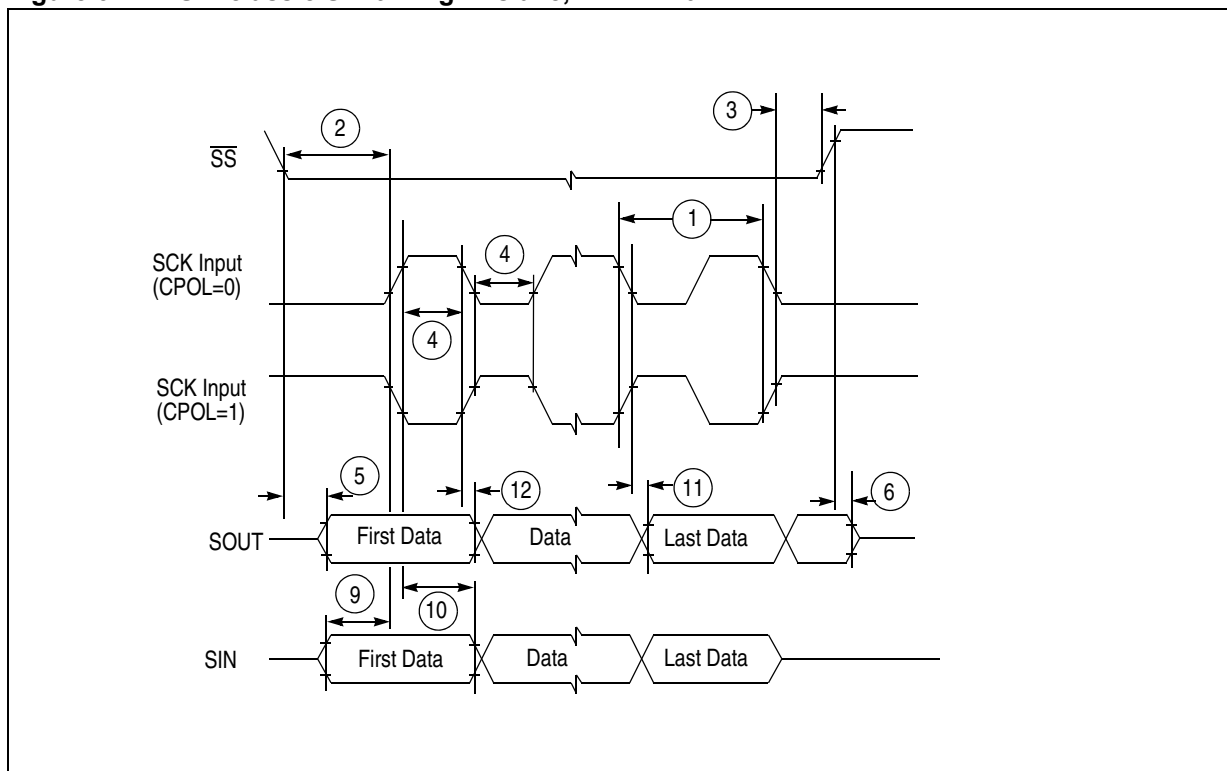 3
2
SS
1
4
SCK Input
(CPOL=0)
4
SCK Input
(CPOL=1)
5
12
11
6
SOUT
First Data
Data
Last Data
9
10
SIN
First Data
Data
Last Data